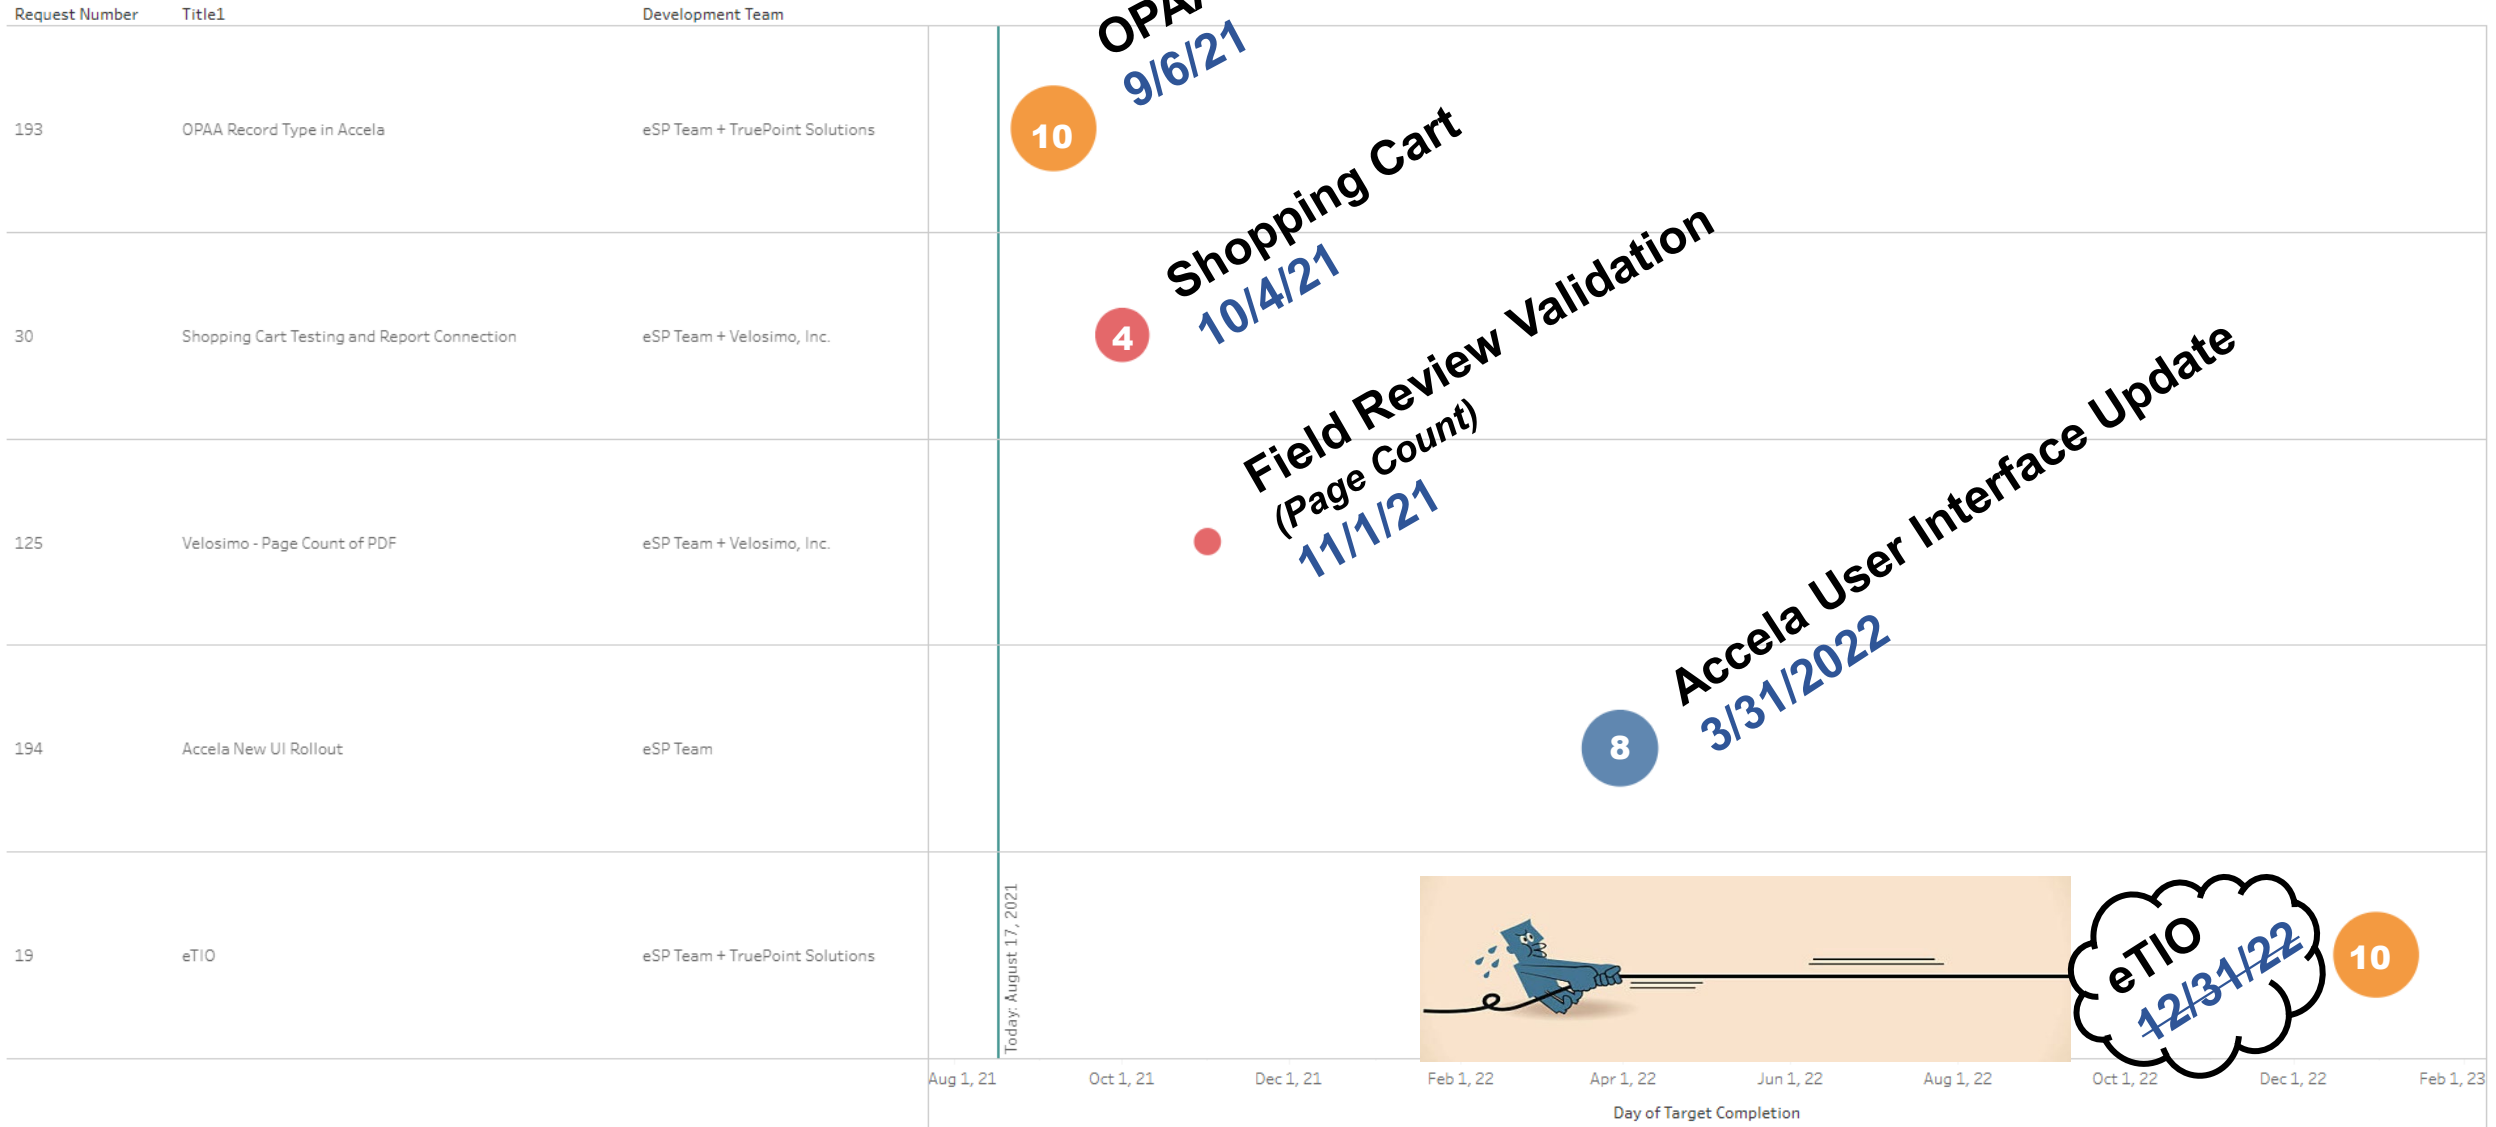 Request Number Title1 Development Team
OPAA
9/6/21
193 OPAA Record Type in Accela eSP Team + TruePoint Solutions 10
Shopping Cart
10/4/21
30 Shopping Cart Testing and Report Connection eSP Team + Velosimo, Inc. 4
Field Review Validation
(Page Count)
11/1/21
125 Velosimo - Page Count of PDF eSP Team + Velosimo, Inc.
Accela User Interface Update
3/31/2022
194 Accela New UI Rollout eSP Team 8
eTIO
12/31/22
19 eTIO eSP Team + TruePoint Solutions 10
Today: August 17, 2021
Aug 1, 21 Oct 1, 21 Dec 1, 21 Feb 1, 22 Apr 1, 22 Jun 1, 22 Aug 1, 22 Oct 1, 22 Dec 1, 22 Feb 1, 23
Day of Target Completion